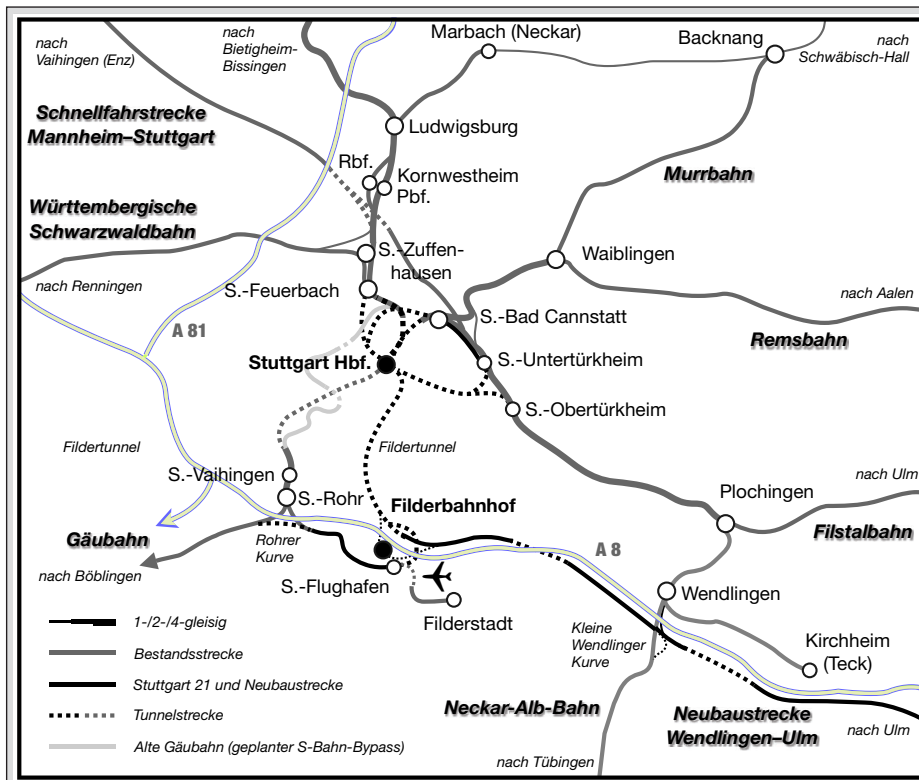 nach
Vaihingen (Enz)
nach
Bietigheim-
Bissingen
Marbach (Neckar)
Backnang
nach
Schwäbisch-Hall
Schnellfahrstrecke
Mannheim–Stuttgart
Ludwigsburg
Rbf.
Kornwestheim
Pbf.
Murrbahn
Württembergische
Schwarzwaldbahn
S.-Zuffen-
hausen
Waiblingen
nach Renningen
S.-Feuerbach
nach Aalen
A 81
S.-Bad Cannstatt
Remsbahn
Stuttgart Hbf.
S.-Untertürkheim
S.-Obertürkheim
Fildertunnel
Fildertunnel
S.-Vaihingen
nach Ulm
S.-Rohr
Plochingen
Filderbahnhof
Filstalbahn
Gäubahn
Rohrer
Kurve
A 8
nach Böblingen
S.-Flughafen
Wendlingen
Filderstadt
1-/2-/4-gleisig
Kleine
Wendlinger
Kurve
Kirchheim
(Teck)
Bestandsstrecke
Stuttgart 21 und Neubaustrecke
Neckar-Alb-Bahn
Neubaustrecke
Wendlingen–Ulm
Tunnelstrecke
nach Ulm
Alte Gäubahn (geplanter S-Bahn-Bypass)
nach Tübingen